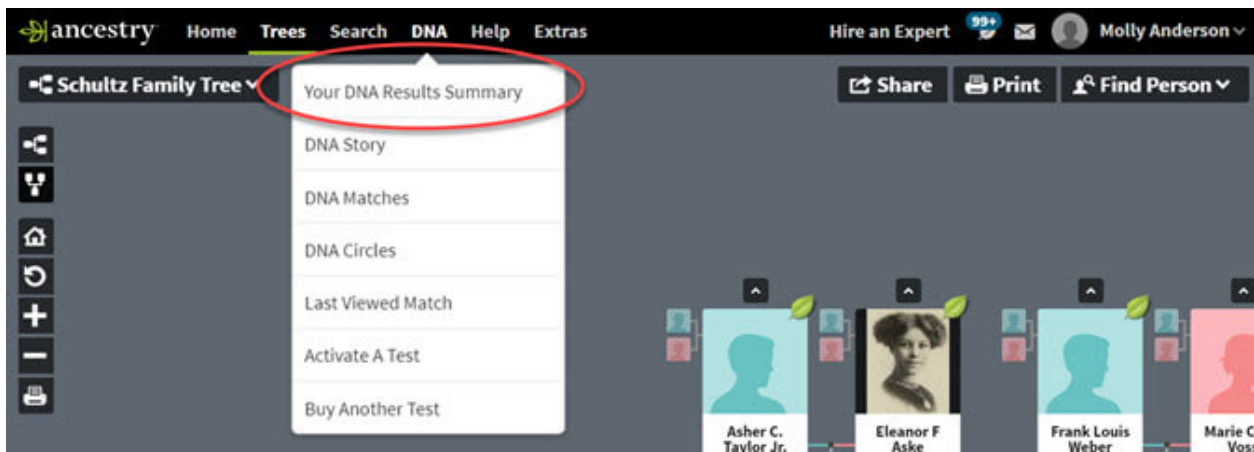 ancestry Home Trees Search DNA Help Extras Hire an Expert 99+ Molly Anderson
Schultz Family Tree Share Print Find Person
Your DNA Results Summary
DNA Story
DNA Matches
DNA Circles
Last Viewed Match
Activate A Test
Buy Another Test
Asher C. Eleanor F Frank Louis Marie C
Taylor Jr. Aske Weber Voss